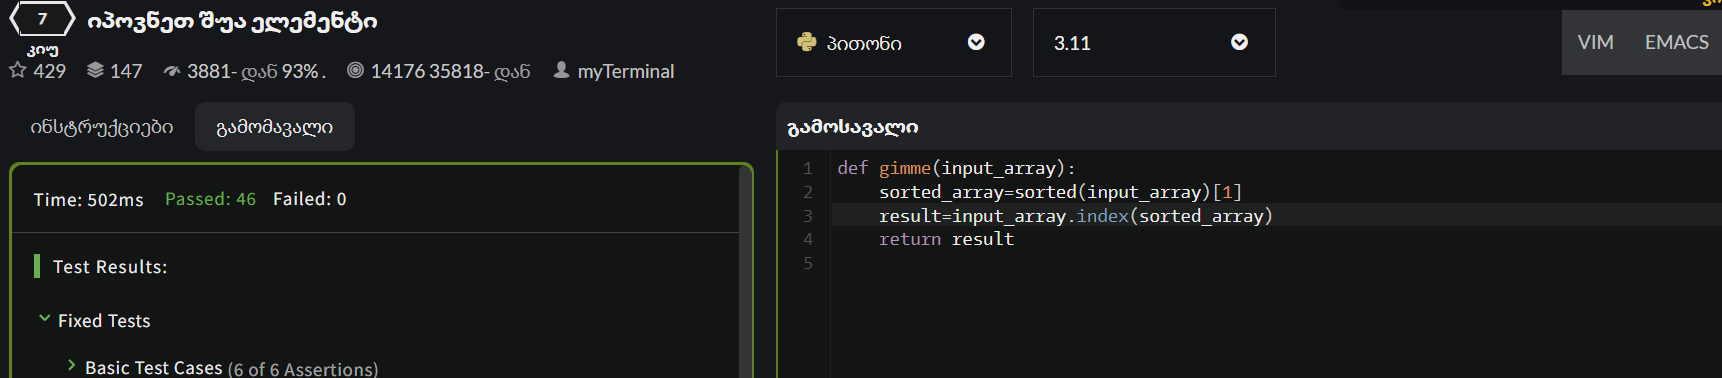 7 იპოვნეთ შუა ელემენტი
კიუ
429 147 3881- დან 93% . 14176 35818- დან myTerminal
პითონი 3.11 VIM EMACS
ინსტრუქციები გამომავალი
Time: 502ms Passed: 46 Failed: 0
Test Results:
Fixed Tests
Basic Test Cases (6 of 6 Assertions)
გამოსავალი
1 def gimme(input_array):
2 sorted_array=sorted(input_array)[1]
3 result=input_array.index(sorted_array)
4 return result
5